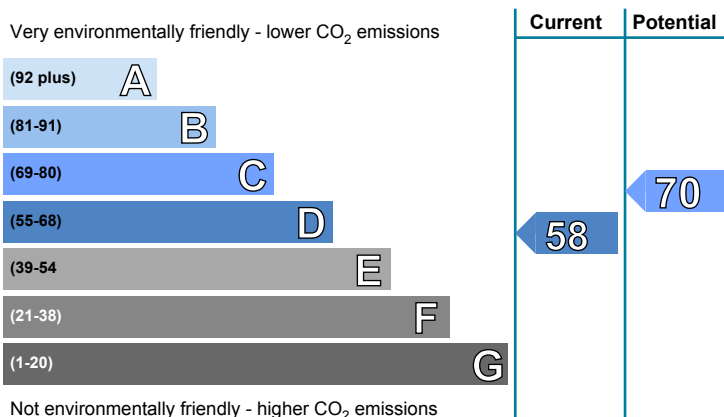 Current Potential
Very environmentally friendly - lower CO2 emissions
(92 plus) A
(81-91) B
(69-80) C
70
(55-68) D
58
(39-54 E
(21-38) F
(1-20) G
Not environmentally friendly - higher CO2 emissions